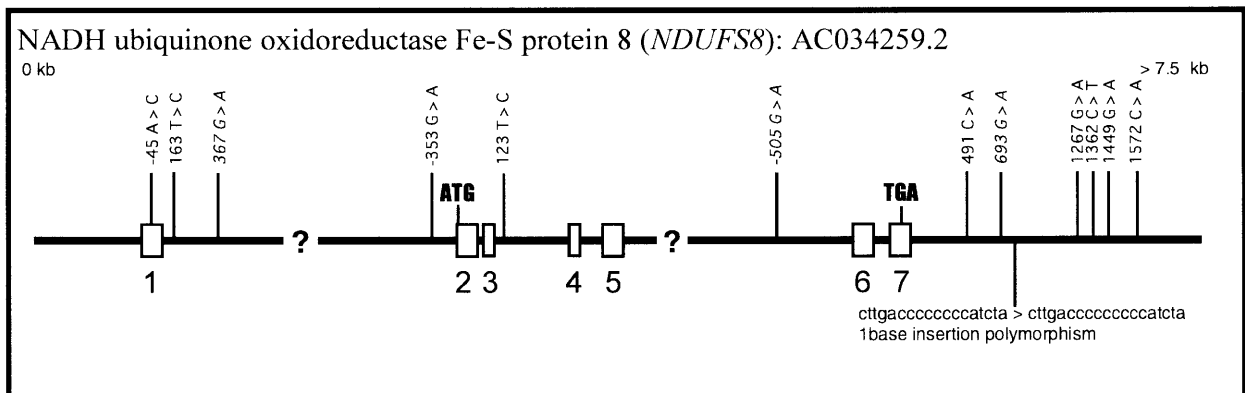 NADH ubiquinone oxidoreductase Fe-S protein 8 (NDUFS8): AC034259.2
0 kb
> 7.5 kb
-45 A > C
163 T > C
367 G > A
-353 G > A
123 T > C
-505 G > A
491 C > A
693 G > A
1267 G > A
1362 C > T
1449 G > A
1572 C > A
ATG
TGA
?
?
1
2
3
4
5
6
7
cttgaccccccccatcta > cttgacccccccccatcta
1base insertion polymorphism